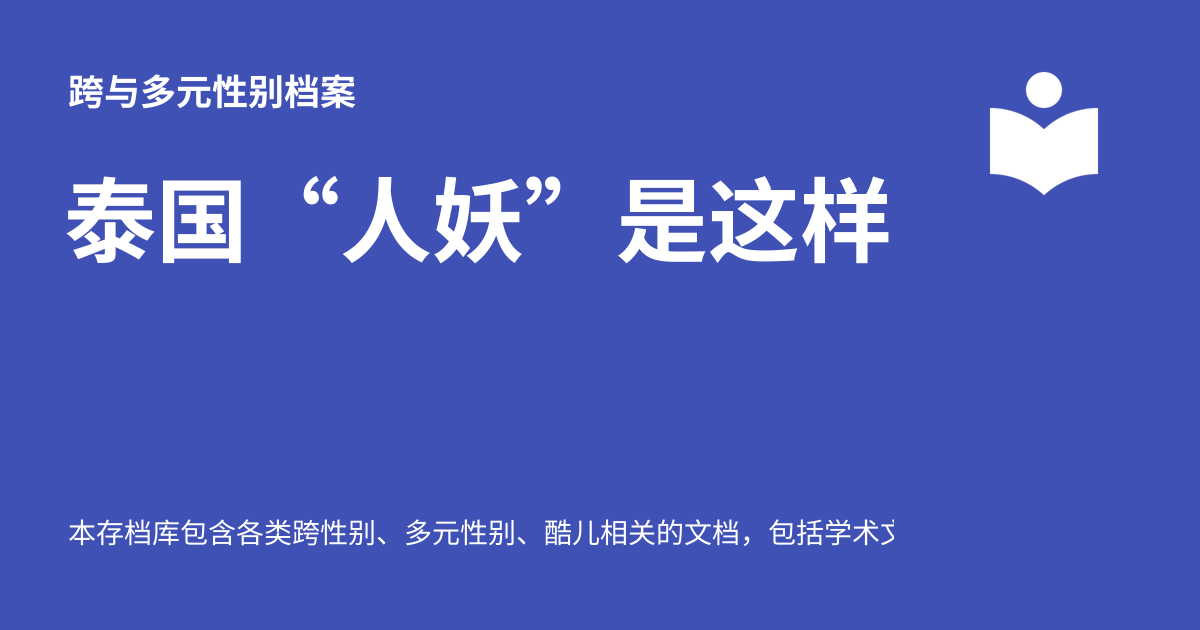 跨与多元性别档案
泰国“人妖”是这样
本存档库包含各类跨性别、多元性别、酷儿相关的文档，包括学术